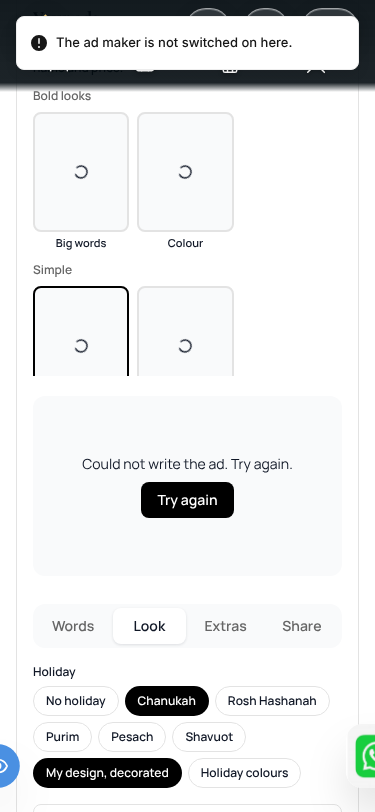 The ad maker is not switched on here.
Bold looks
Big words Colour
Simple
Could not write the ad. Try again.
Try again
Words Look Extras Share
Holiday
No holiday Chanukah Rosh Hashanah
Purim Pesach Shavuot
My design, decorated Holiday colours